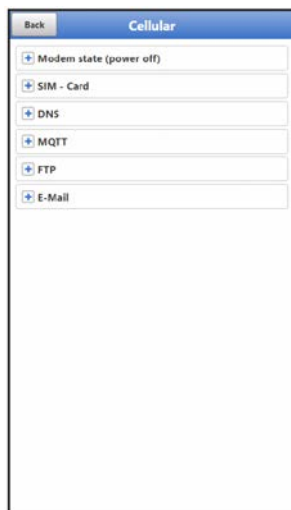 Back
Cellular
Modem state (power off)
SIM - Card
DNS
MQTT
FTP
E-Mail